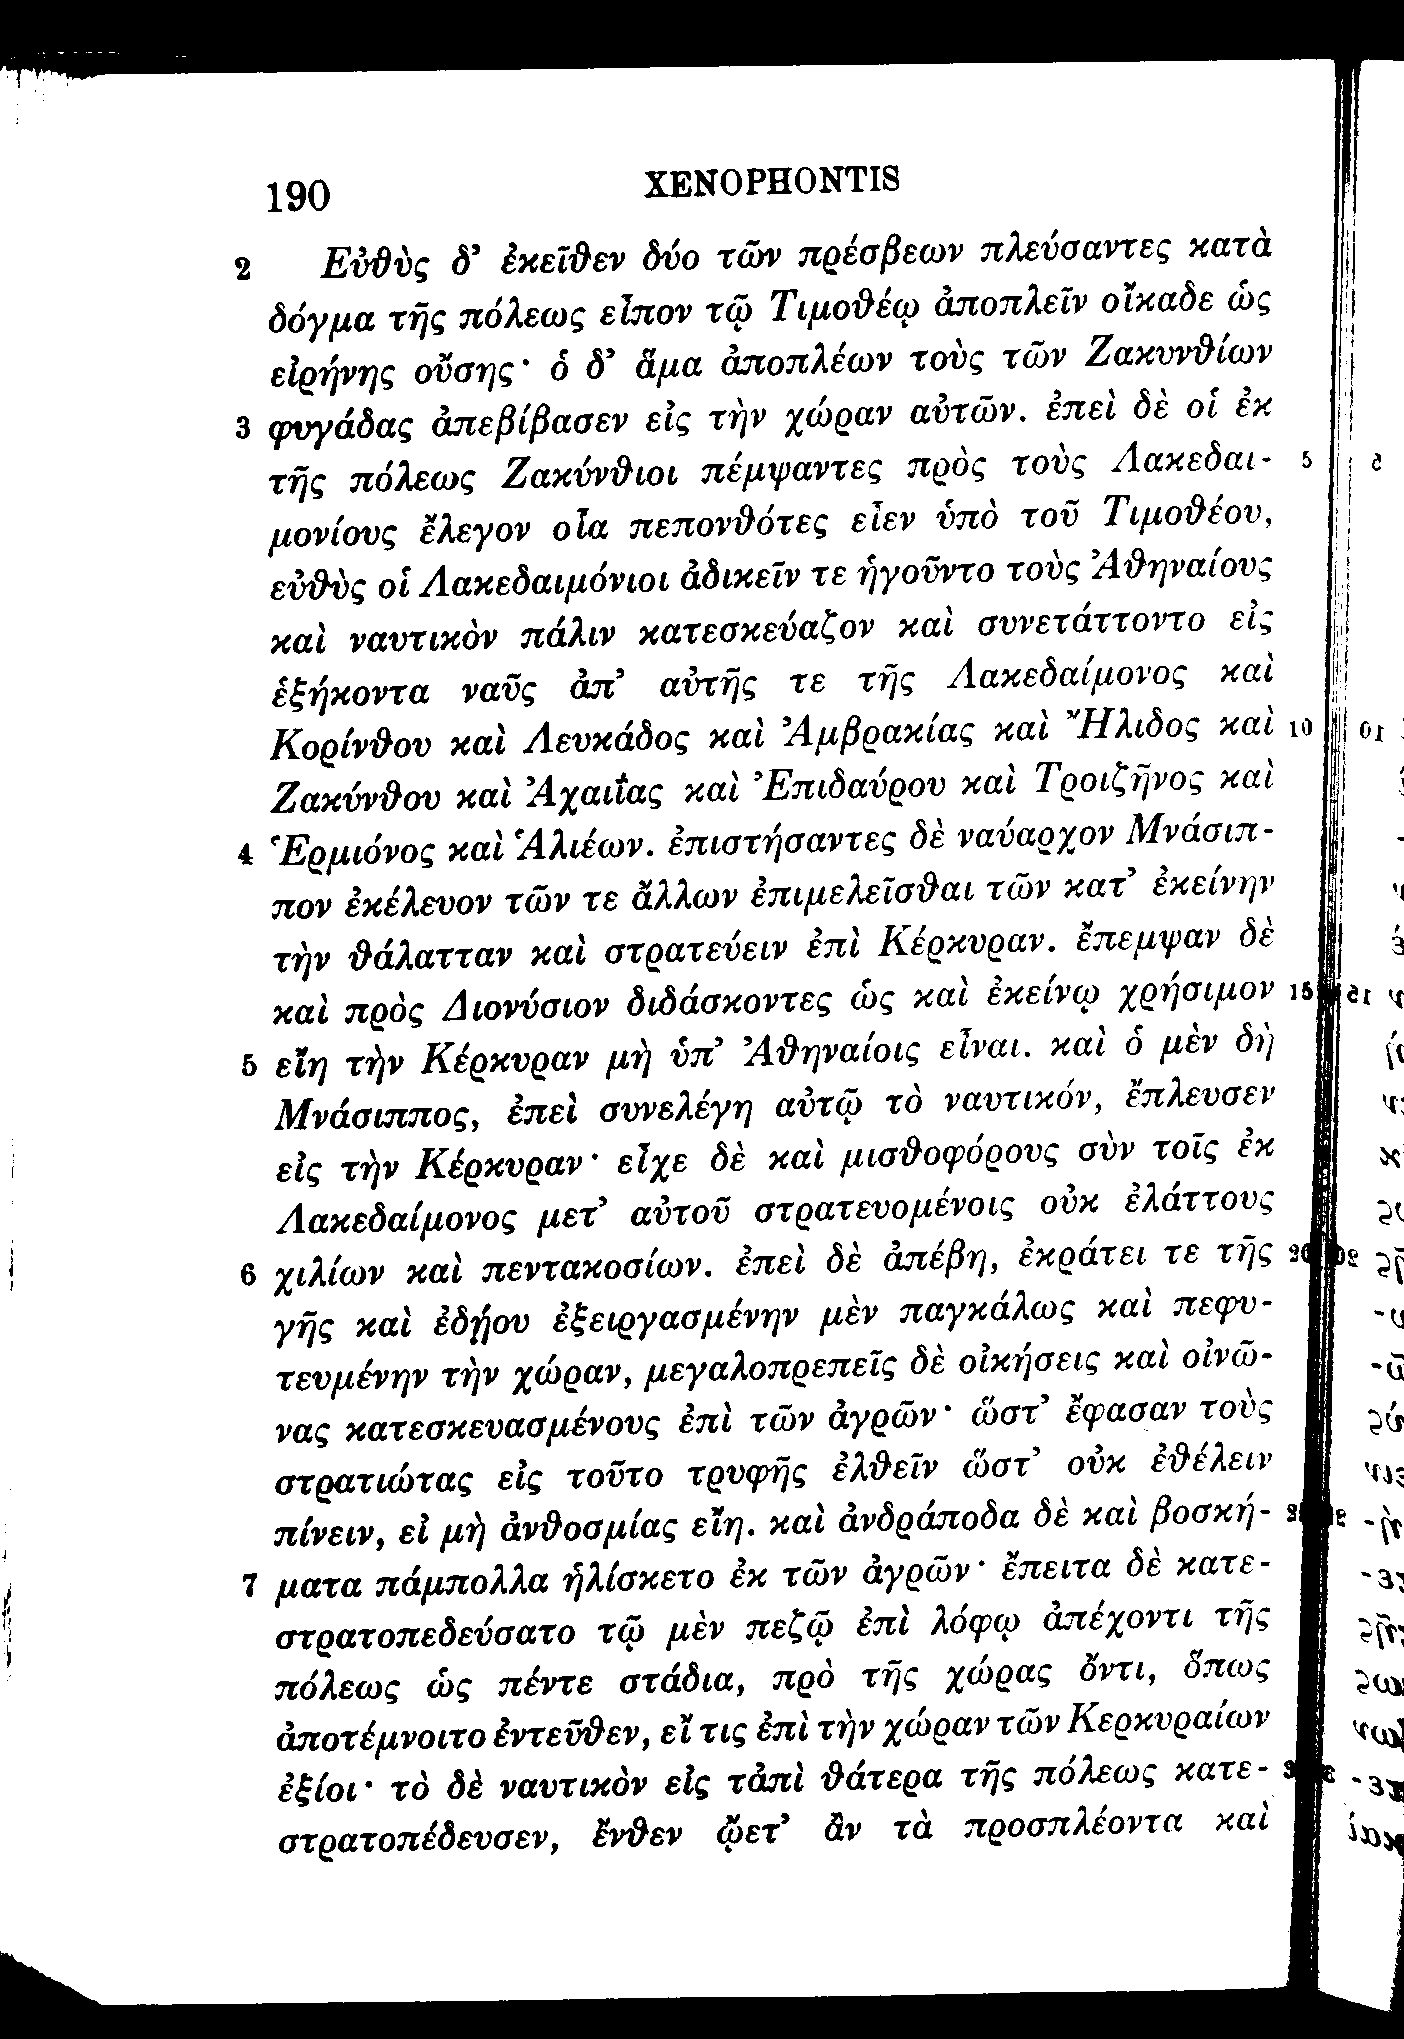 190 XENOPHONTIS
2 Εὐθὺς δ’ ἐκεῖθεν δύο τῶν πρέσβεων πλεύσαντες κατὰ
δόγμα τῆς πόλεως εἶπον τῷ Τιμοθέῳ ἀποπλεῖν οἴκαδε ὡς
εἰρήνης οὔσης· ὁ δ’ ἅμα ἀποπλέων τοὺς τῶν Ζακυνθίων
3 φυγάδας ἀπεβίβασεν εἰς τὴν χώραν αὐτῶν. ἐπεὶ δὲ οἱ ἐκ
τῆς πόλεως Ζακύνθιοι πέμψαντες πρὸς τοὺς Λακεδαι- 5
μονίους ἔλεγον οἷα πεπονθότες εἶεν ὑπὸ τοῦ Τιμοθέου,
εὐθὺς οἱ Λακεδαιμόνιοι ἀδικεῖν τε ἡγοῦντο τοὺς Ἀθηναίους
καὶ ναυτικὸν πάλιν κατεσκεύαζον καὶ συνετάττοντο εἰς
ἑξήκοντα ναῦς ἀπ’ αὐτῆς τε τῆς Λακεδαίμονος καὶ
Κορίνθου καὶ Λευκάδος καὶ Ἀμβρακίας καὶ Ἤλιδος καὶ 10
Ζακύνθου καὶ Ἀχαΐας καὶ Ἐπιδαύρου καὶ Τροιζῆνος καὶ
4 Ἑρμιόνος καὶ Ἁλιέων. ἐπιστήσαντες δὲ ναύαρχον Μνάσιπ-
πον ἐκέλευον τῶν τε ἄλλων ἐπιμελεῖσθαι τῶν κατ’ ἐκείνην
τὴν θάλατταν καὶ στρατεύειν ἐπὶ Κέρκυραν. ἔπεμψαν δὲ
καὶ πρὸς Διονύσιον διδάσκοντες ὡς καὶ ἐκείνῳ χρήσιμον 15
5 εἴη τὴν Κέρκυραν μὴ ὑπ’ Ἀθηναίοις εἶναι. καὶ ὁ μὲν δὴ
Μνάσιππος, ἐπεὶ συνελέγη αὐτῷ τὸ ναυτικόν, ἔπλευσεν
εἰς τὴν Κέρκυραν· εἶχε δὲ καὶ μισθοφόρους σὺν τοῖς ἐκ
Λακεδαίμονος μετ’ αὐτοῦ στρατευομένοις οὐκ ἐλάττους
6 χιλίων καὶ πεντακοσίων. ἐπεὶ δὲ ἀπέβη, ἐκράτει τε τῆς 20
γῆς καὶ ἐδῄου ἐξειργασμένην μὲν παγκάλως καὶ πεφυ-
τευμένην τὴν χώραν, μεγαλοπρεπεῖς δὲ οἰκήσεις καὶ οἰνῶ-
νας κατεσκευασμένους ἐπὶ τῶν ἀγρῶν· ὥστ’ ἔφασαν τοὺς
στρατιώτας εἰς τοῦτο τρυφῆς ἐλθεῖν ὥστ’ οὐκ ἐθέλειν
πίνειν, εἰ μὴ ἀνθοσμίας εἴη. καὶ ἀνδράποδα δὲ καὶ βοσκή-
7 ματα πάμπολλα ἡλίσκετο ἐκ τῶν ἀγρῶν· ἔπειτα δὲ κατε-
στρατοπεδεύσατο τῷ μὲν πεζῷ ἐπὶ λόφῳ ἀπέχοντι τῆς
πόλεως ὡς πέντε στάδια, πρὸ τῆς χώρας ὄντι, ὅπως
ἀποτέμνοιτο ἐντεῦθεν, εἴ τις ἐπὶ τὴν χώραν τῶν Κερκυραίων
ἐξίοι· τὸ δὲ ναυτικὸν εἰς τἀπὶ θάτερα τῆς πόλεως κατε-
στρατοπέδευσεν, ἔνθεν ᾤετ’ ἂν τὰ προσπλέοντα καὶ